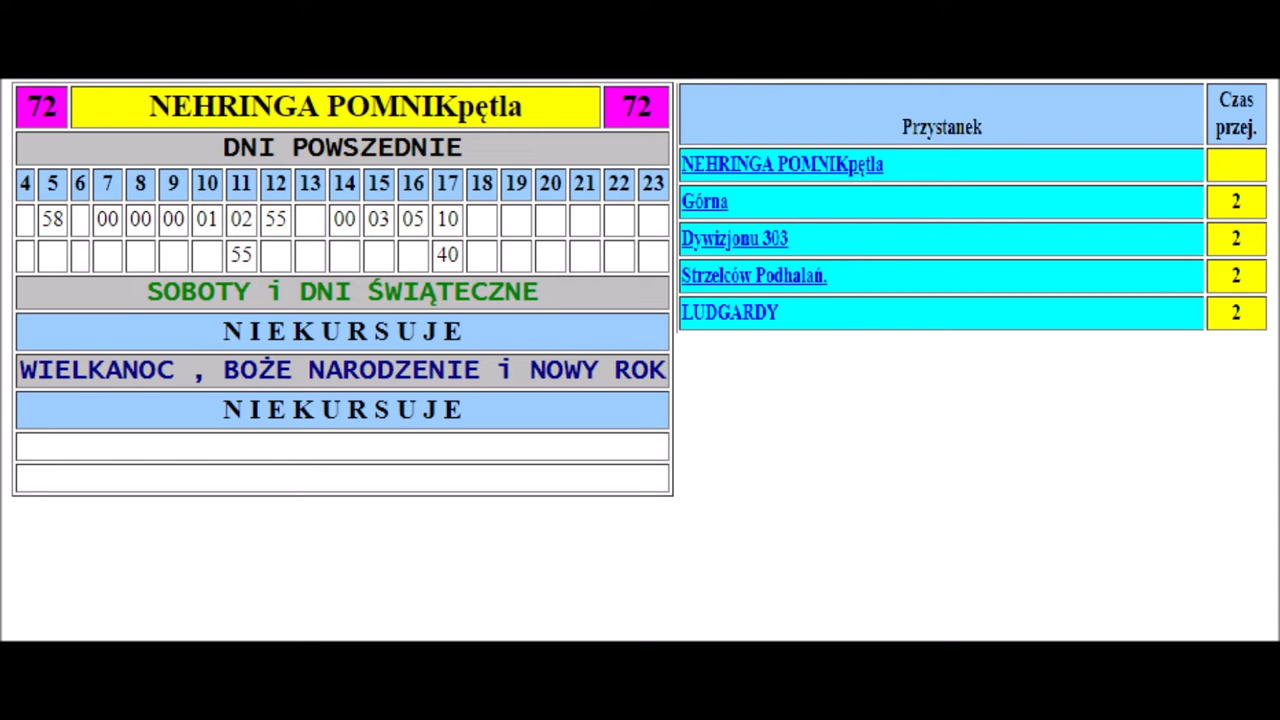 72 NEHRINGA POMNIKpętla 72
DNI POWSZEDNIE
4 5 6 7 8 9 10 11 12 13 14 15 16 17 18 19 20 21 22 23
58 00 00 00 01 02 55 00 03 05 10
55 40
SOBOTY i DNI ŚWIĄTECZNE
N I E K U R S U J E
WIELKANOC , BOŻE NARODZENIE i NOWY ROK
N I E K U R S U J E
Przystanek Czas przej.
NEHRINGA POMNIKpętla
Górna 2
Dywizjonu 303 2
Strzelców Podhalań. 2
LUDGARDY 2